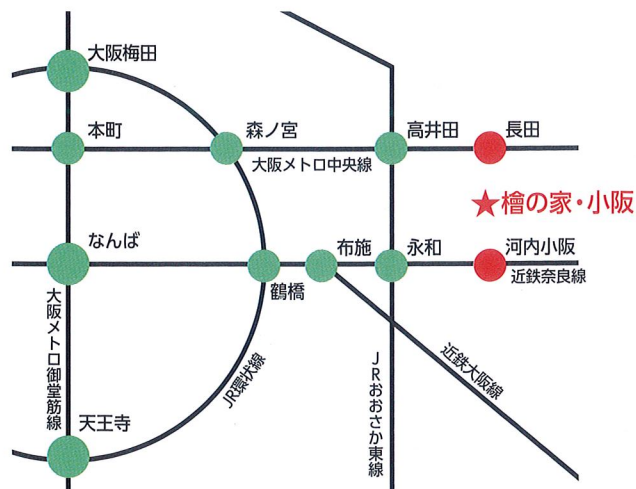 大阪梅田
本町
森ノ宮
高井田
長田
大阪メトロ中央線
★檜の家・小阪
なんば
布施
永和
河内小阪
近鉄奈良線
鶴橋
大阪メトロ御堂筋線
JR環状線
JRおおさか東線
近鉄大阪線
天王寺